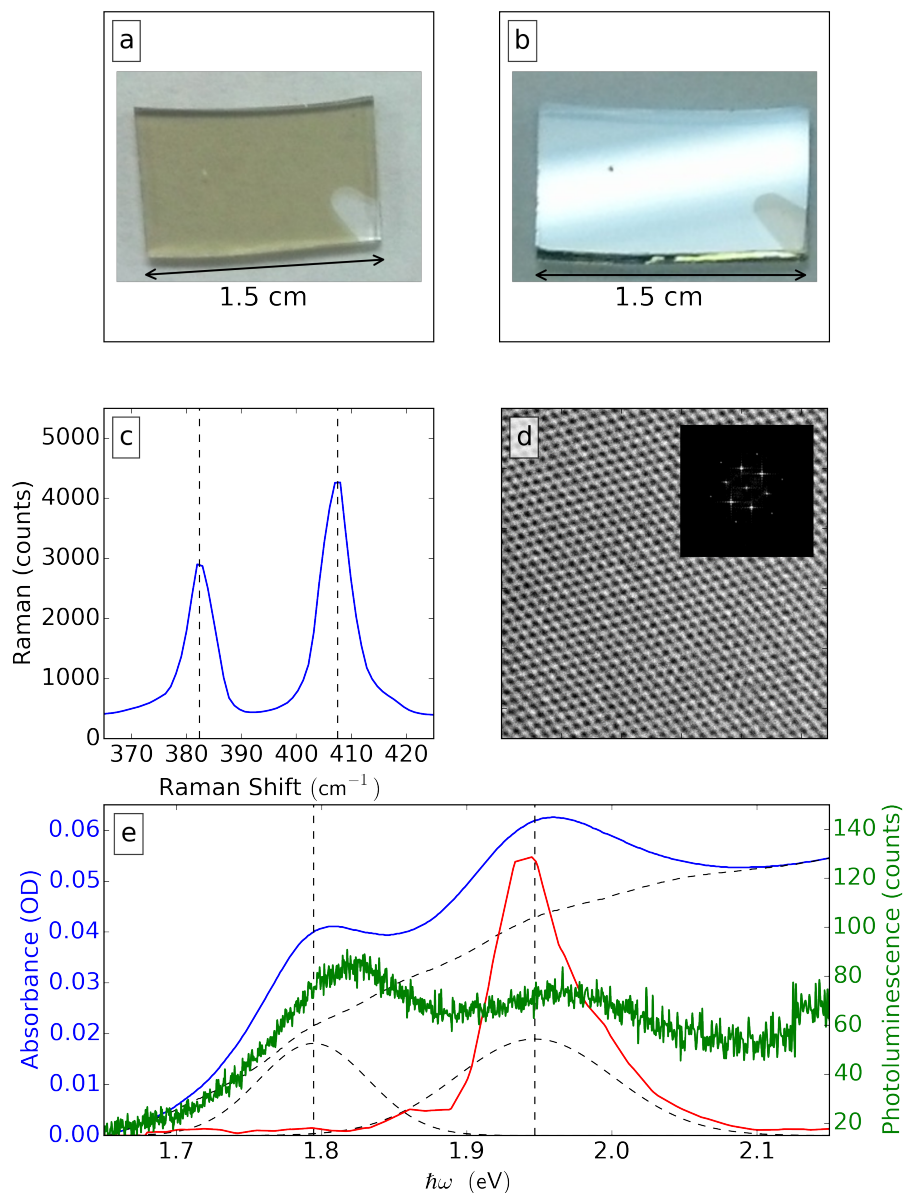 a
b
1.5 cm
1.5 cm
c
d
5000
4000
3000
2000
1000
0
Raman (counts)
370 380 390 400 410 420
Raman Shift (cm⁻¹)
e
0.06
0.05
0.04
0.03
0.02
0.01
0.00
Absorbance (OD)
140
120
100
80
60
40
20
Photoluminescence (counts)
1.7 1.8 1.9 2.0 2.1
ħω (eV)